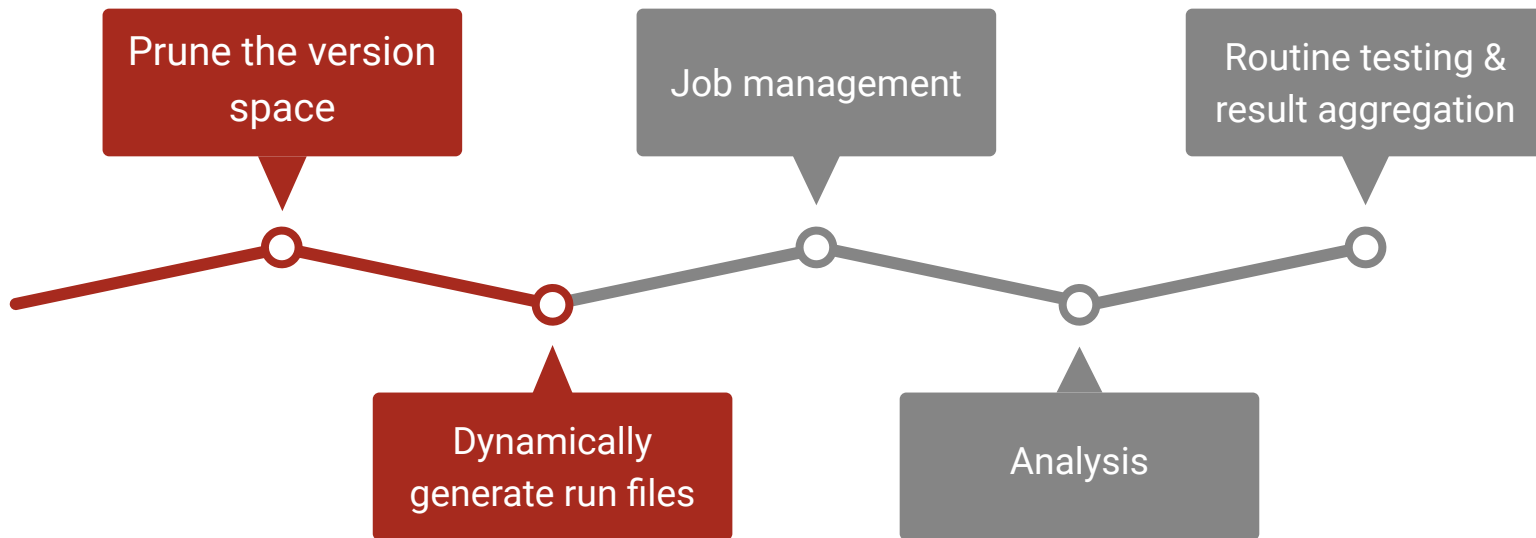 Prune the version
space
Dynamically
generate run files
Job management
Analysis
Routine testing &
result aggregation